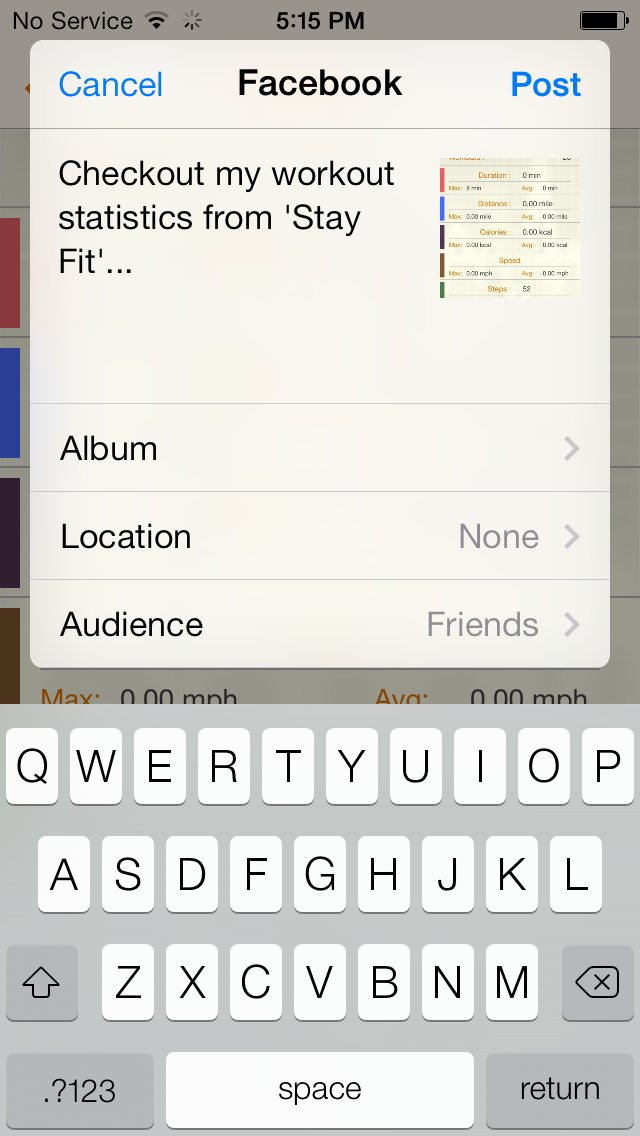 No Service 5:15 PM
Cancel Facebook Post
Checkout my workout
statistics from 'Stay
Fit'...
Duration : 0 min
Max: 8 min Avg: 0 min
Distance : 0.00 mile
Max: 0.00 mile Avg: 0.00 mile
Calories : 0.00 kcal
Max: 0.00 kcal Avg: 0.00 kcal
Speed
Max: 0.00 mph Avg: 0.00 mph
Steps : 52
Album
Location None
Audience Friends
Max: 0.00 mph Avg: 0.00 mph
Q W E R T Y U I O P
A S D F G H J K L
Z X C V B N M
.?123 space return